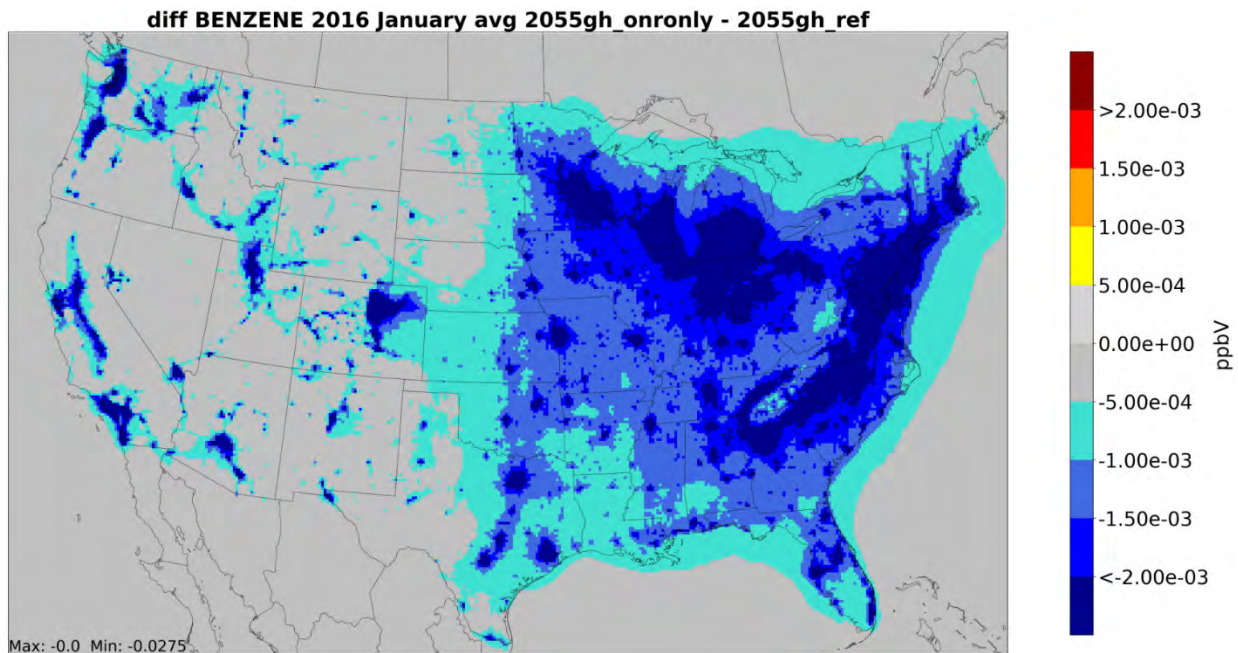 diff BENZENE 2016 January avg 2055gh_onronly - 2055gh_ref
>2.00e-03
1.50e-03
1.00e-03
5.00e-04
0.00e+00
-5.00e-04
-1.00e-03
-1.50e-03
<-2.00e-03
ppbV
Max: -0.0 Min: -0.0275